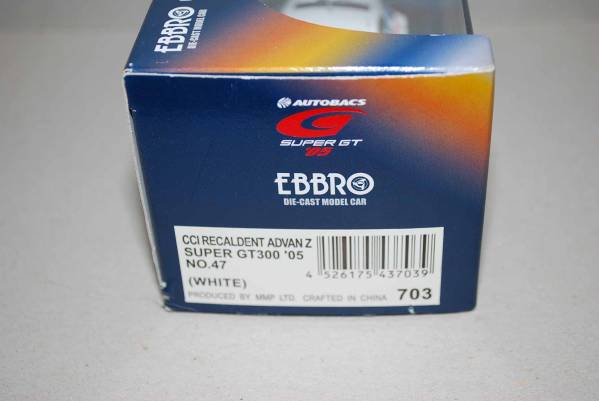 EBBRO
DIE-CAST MODEL CAR
AUTOBACS
SUPER GT
'05
EBBRO
DIE-CAST MODEL CAR
CCI RECALDENT ADVAN Z
SUPER GT300 '05
NO.47
(WHITE)
4 526175 437039
PRODUCED BY MMP LTD. CRAFTED IN CHINA 703